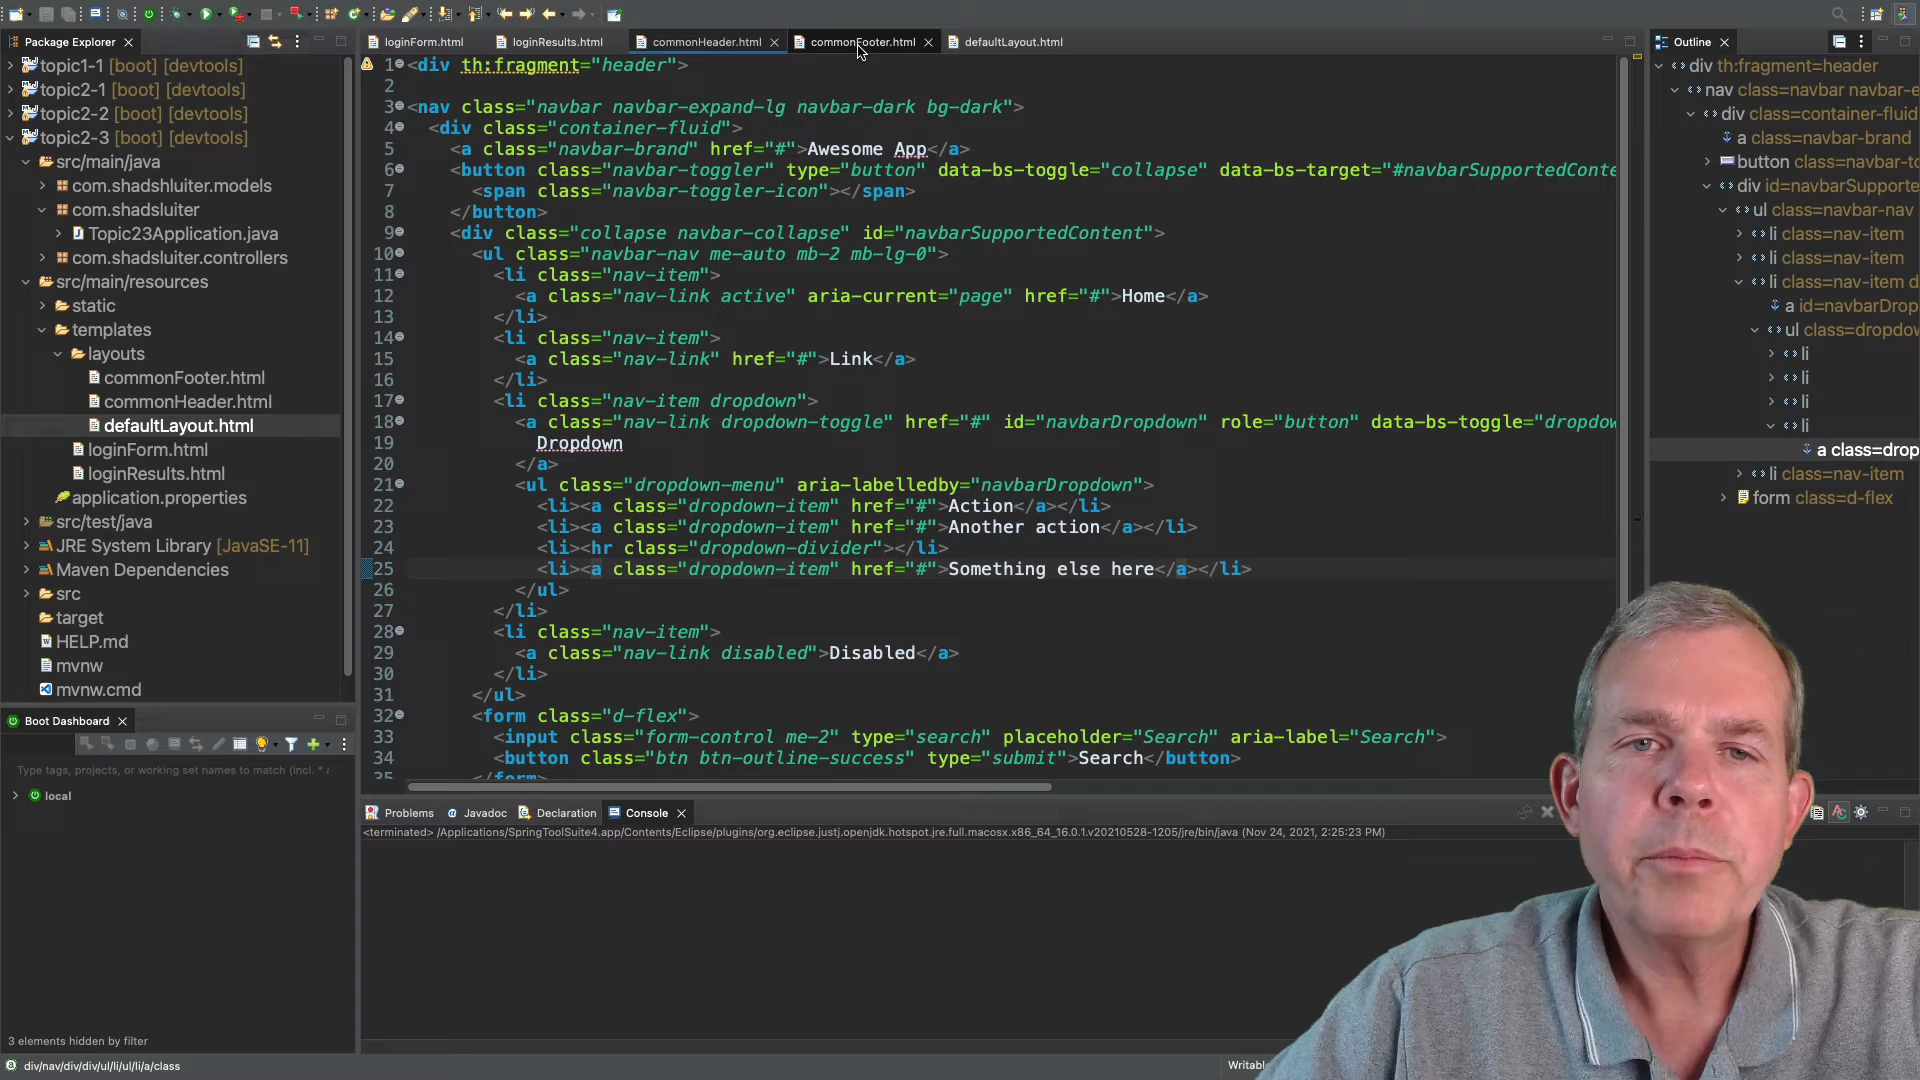 Package Explorer
loginForm.html
loginResults.html
commonHeader.html
commonFooter.html
defaultLayout.html
Outline
topic1-1 [boot] [devtools]
topic2-1 [boot] [devtools]
topic2-2 [boot] [devtools]
topic2-3 [boot] [devtools]
src/main/java
com.shadshluiter.models
com.shadsluiter
Topic23Application.java
com.shadsluiter.controllers
src/main/resources
static
templates
layouts
commonFooter.html
commonHeader.html
defaultLayout.html
loginForm.html
loginResults.html
application.properties
src/test/java
JRE System Library [JavaSE-11]
Maven Dependencies
src
target
HELP.md
mvnw
mvnw.cmd
1 <div th:fragment="header">
2
3 <nav class="navbar navbar-expand-lg navbar-dark bg-dark">
4 <div class="container-fluid">
5 <a class="navbar-brand" href="#">Awesome App</a>
6 <button class="navbar-toggler" type="button" data-bs-toggle="collapse" data-bs-target="#navbarSupportedConte
7 <span class="navbar-toggler-icon"></span>
8 </button>
9 <div class="collapse navbar-collapse" id="navbarSupportedContent">
10 <ul class="navbar-nav me-auto mb-2 mb-lg-0">
11 <li class="nav-item">
12 <a class="nav-link active" aria-current="page" href="#">Home</a>
13 </li>
14 <li class="nav-item">
15 <a class="nav-link" href="#">Link</a>
16 </li>
17 <li class="nav-item dropdown">
18 <a class="nav-link dropdown-toggle" href="#" id="navbarDropdown" role="button" data-bs-toggle="dropdow
19 Dropdown
20 </a>
21 <ul class="dropdown-menu" aria-labelledby="navbarDropdown">
22 <li><a class="dropdown-item" href="#">Action</a></li>
23 <li><a class="dropdown-item" href="#">Another action</a></li>
24 <li><hr class="dropdown-divider"></li>
25 <li><a class="dropdown-item" href="#">Something else here</a></li>
26 </ul>
27 </li>
28 <li class="nav-item">
29 <a class="nav-link disabled">Disabled</a>
30 </li>
31 </ul>
32 <form class="d-flex">
33 <input class="form-control me-2" type="search" placeholder="Search" aria-label="Search">
34 <button class="btn btn-outline-success" type="submit">Search</button>
35 </form>
div th:fragment=header
nav class=navbar navbar-e
div class=container-fluid
a class=navbar-brand
button class=navbar-to
div id=navbarSupporte
ul class=navbar-nav
li class=nav-item
li class=nav-item
li class=nav-item d
a id=navbarDrop
ul class=dropdow
li
li
li
li
a class=drop
li class=nav-item
form class=d-flex
Boot Dashboard
Type tags, projects, or working set names to match (incl. *
local
3 elements hidden by filter
Problems
Javadoc
Declaration
Console
<terminated> /Applications/SpringToolSuite4.app/Contents/Eclipse/plugins/org.eclipse.justj.openjdk.hotspot.jre.full.macosx.x86_64_16.0.1.v20210528-1205/jre/bin/java (Nov 24, 2021, 2:25:23 PM)
div/nav/div/div/ul/li/ul/li/a/class
Writabl